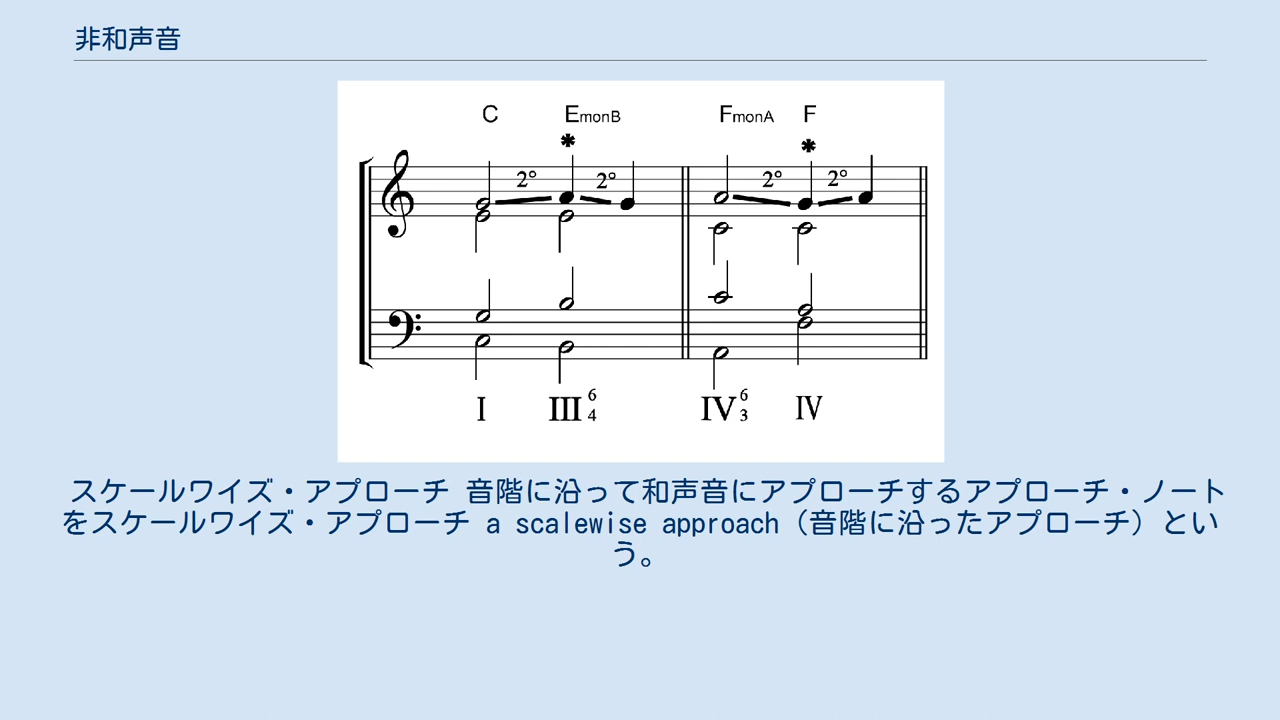 非和声音
C EmonB FmonA F
* *
2° 2° 2° 2°
I III 6 4 IV 6 3 IV
スケールワイズ・アプローチ 音階に沿って和声音にアプローチするアプローチ・ノート
をスケールワイズ・アプローチ a scalewise approach（音階に沿ったアプローチ）とい
う。